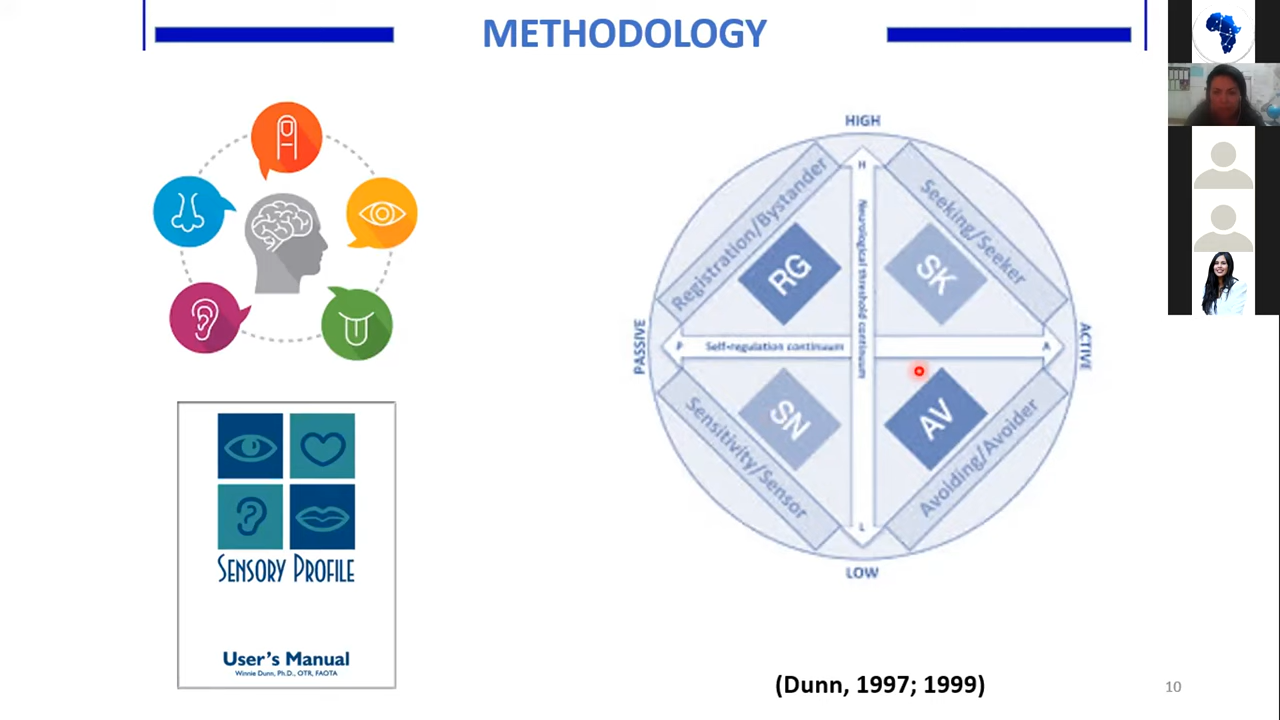 METHODOLOGY
HIGH
H
Registration/Bystander
Seeking/Seeker
RG
SK
Neurological threshold continuum
PASSIVE
P
Self-regulation continuum
A
ACTIVE
SN
AV
Sensitivity/Sensor
Avoiding/Avoider
L
LOW
SENSORY PROFILE
User's Manual
Winnie Dunn, Ph.D., OTR, FAOTA
(Dunn, 1997; 1999)
10